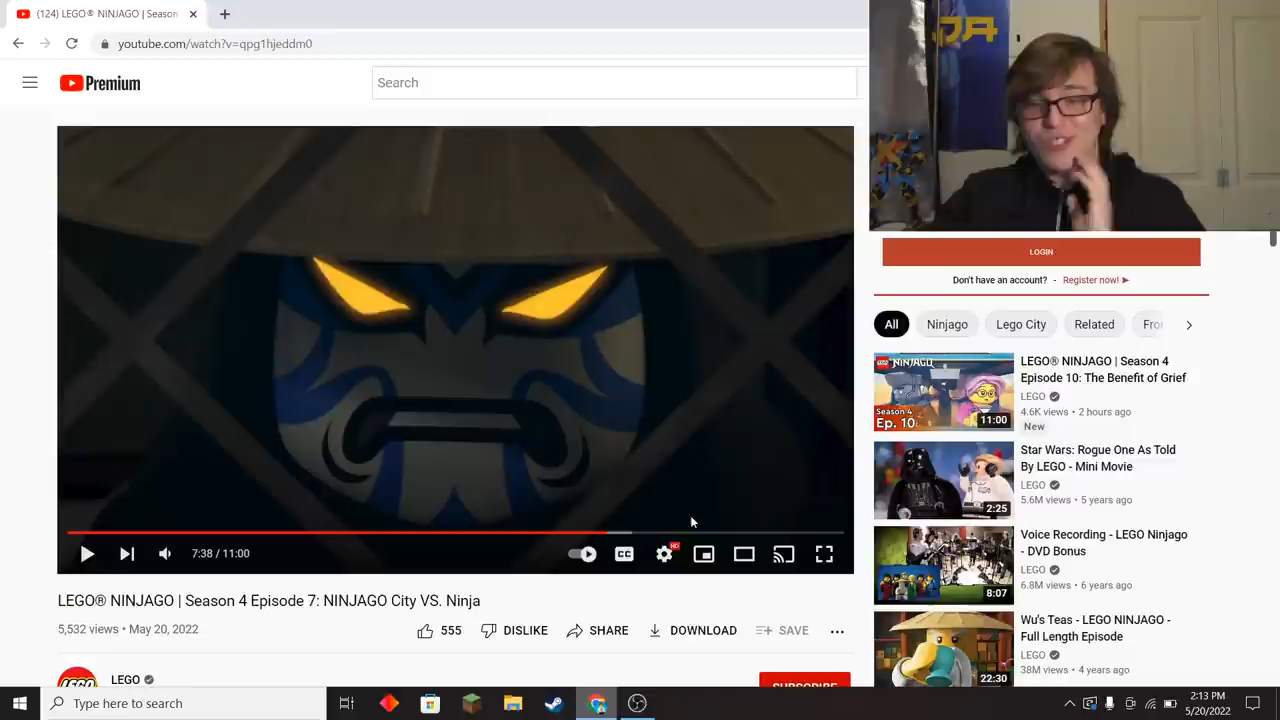 (124) LEGO® NINJAGO | Season
youtube.com/watch?v=qpg1hjeddm0
Premium
Search
LOGIN
Don't have an account? - Register now! ►
All
Ninjago
Lego City
Related
LEGO® NINJAGO | Season 4
Episode 10: The Benefit of Grief
LEGO
4.6K views • 2 hours ago
New
NINJAGO
Season 4
Ep. 10
11:00
Star Wars: Rogue One As Told
By LEGO - Mini Movie
LEGO
5.6M views • 5 years ago
2:25
Voice Recording - LEGO Ninjago
- DVD Bonus
LEGO
6.8M views • 6 years ago
8:07
Wu's Teas - LEGO NINJAGO -
Full Length Episode
LEGO
38M views • 4 years ago
22:30
7:38 / 11:00
CC
HD
LEGO® NINJAGO | Season 4 Episode 7: NINJAGO City VS. Ninja
5,532 views • May 20, 2022
555
DISLIKE
SHARE
DOWNLOAD
SAVE
LEGO
SUBSCRIBE
Type here to search
2:13 PM
5/20/2022